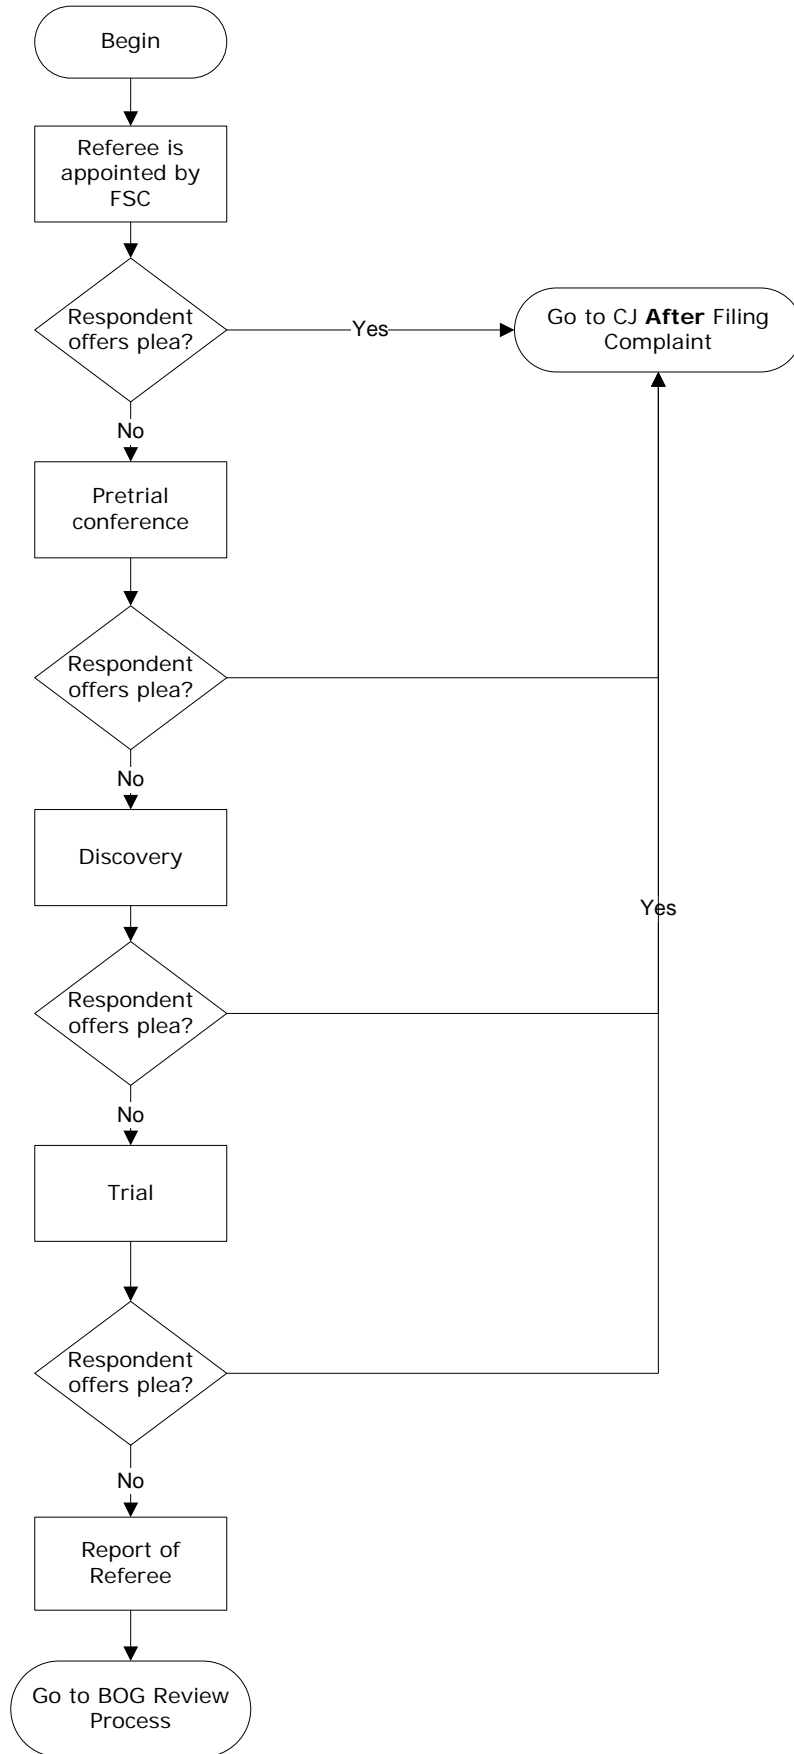 Begin
Referee is
appointed by
FSC
Respondent
offers plea?
Yes
Go to CJ After Filing
Complaint
No
Pretrial
conference
Respondent
offers plea?
No
Discovery
Yes
Respondent
offers plea?
No
Trial
Respondent
offers plea?
No
Report of
Referee
Go to BOG Review
Process